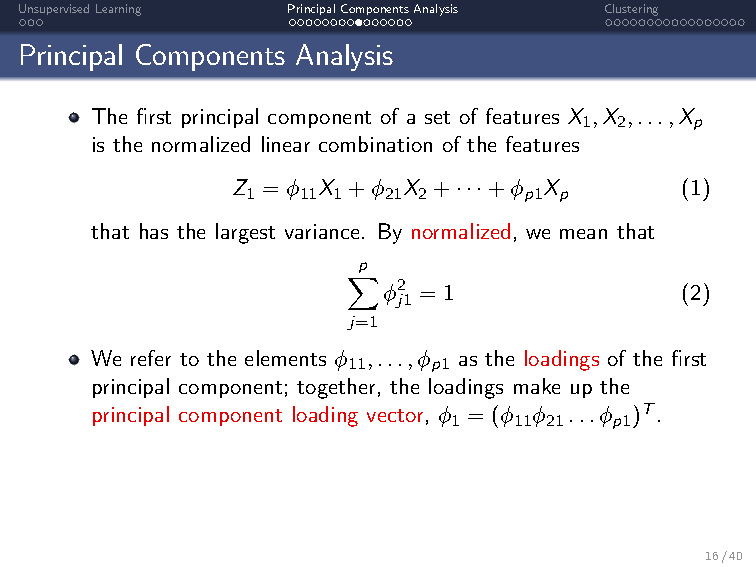 Unsupervised Learning Principal Components Analysis Clustering
Principal Components Analysis
The first principal component of a set of features X₁, X₂, . . . , Xₚ
is the normalized linear combination of the features
Z₁ = ϕ₁₁X₁ + ϕ₂₁X₂ + · · · + ϕₚ₁Xₚ (1)
that has the largest variance. By normalized, we mean that
∑_{j=1}^{p} ϕ²_{j1} = 1 (2)
We refer to the elements ϕ₁₁, . . . , ϕₚ₁ as the loadings of the first
principal component; together, the loadings make up the
principal component loading vector, ϕ₁ = (ϕ₁₁ϕ₂₁ . . . ϕₚ₁)ᵀ.
16 / 40